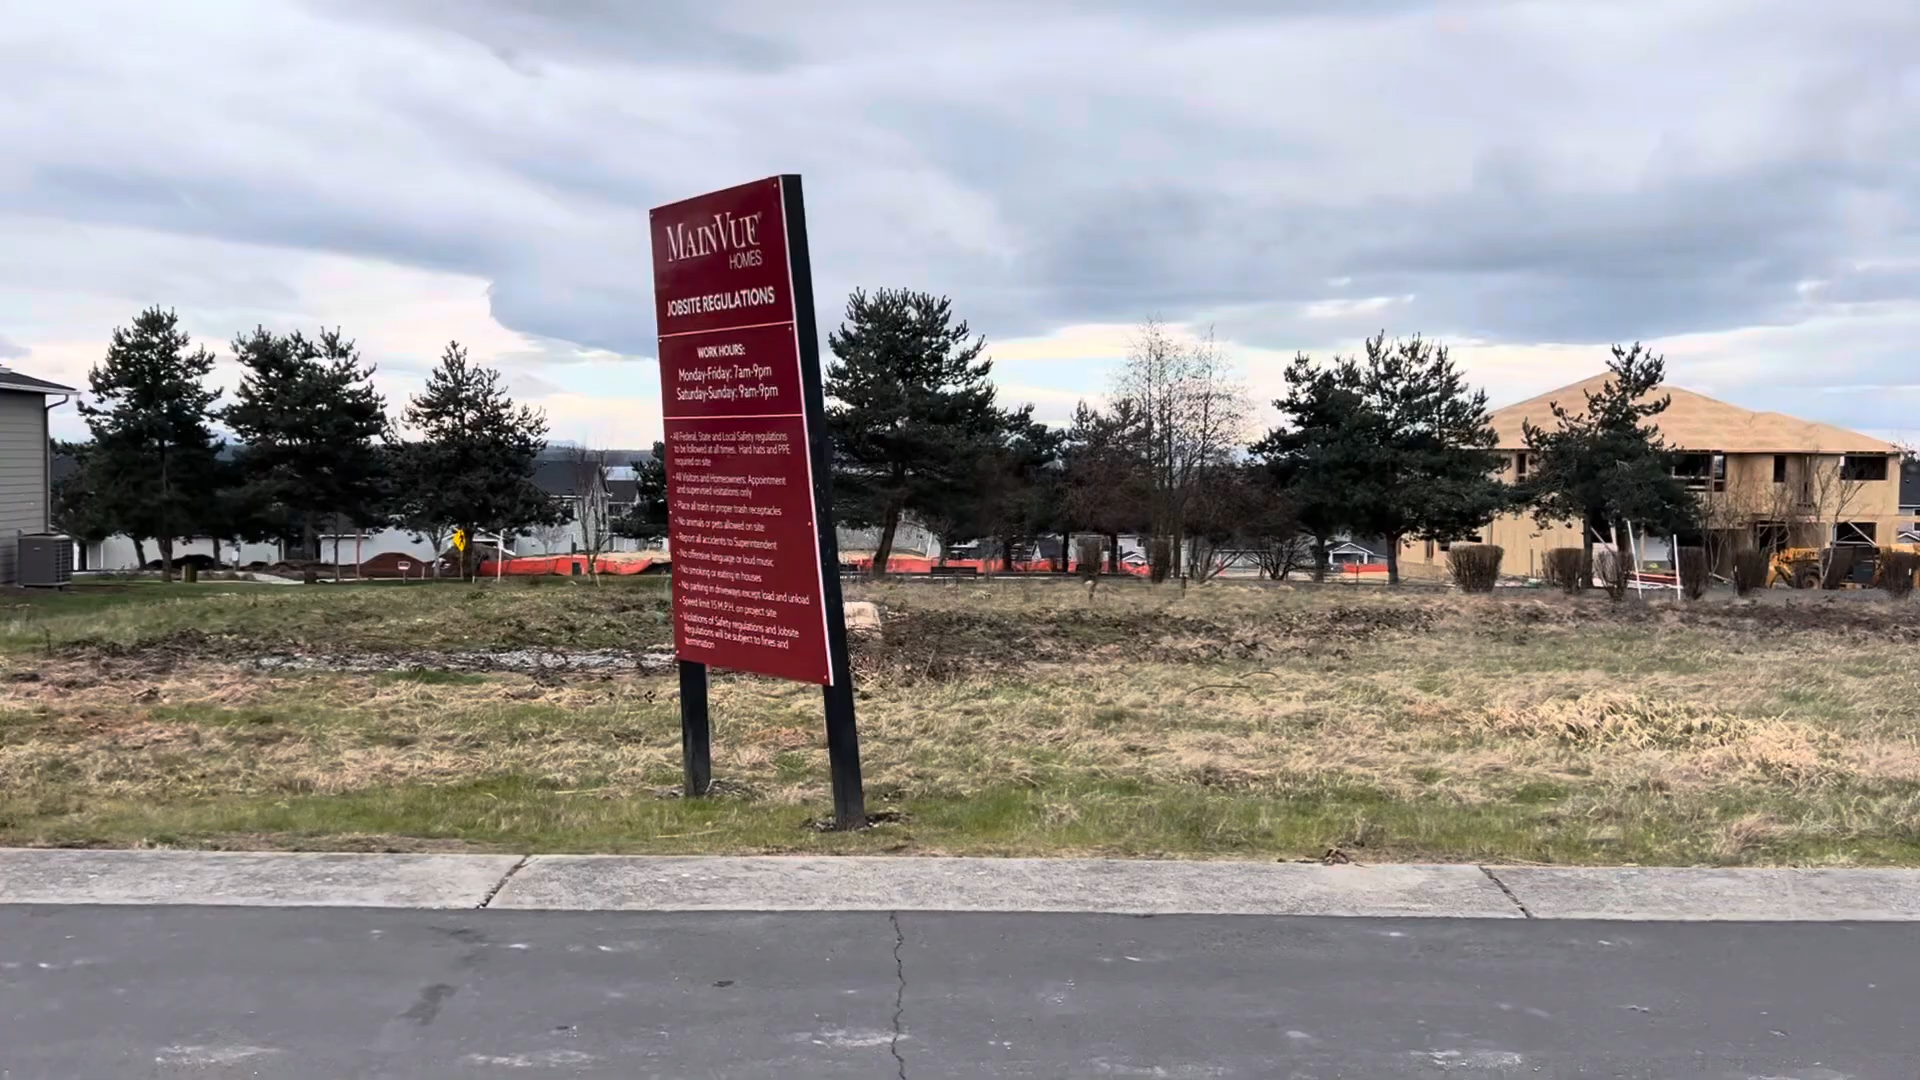 MAINVUE®
HOMES
JOBSITE REGULATIONS
WORK HOURS:
Monday-Friday: 7am-9pm
Saturday-Sunday: 9am-9pm
• All Federal, State and Local Safety regulations
to be followed at all times. Hard hats and PPE
required on site
• All Visitors and Homeowners: Appointment
and supervised visitations only
• Place all trash in proper trash receptacles
• No animals or pets allowed on site
• Report all accidents to Superintendent
• No offensive language or loud music
• No smoking or eating in houses
• No parking in driveways except load and unload
• Speed limit 15 M.P.H. on project site
• Violations of Safety regulations and Jobsite
Regulations will be subject to fines and
termination